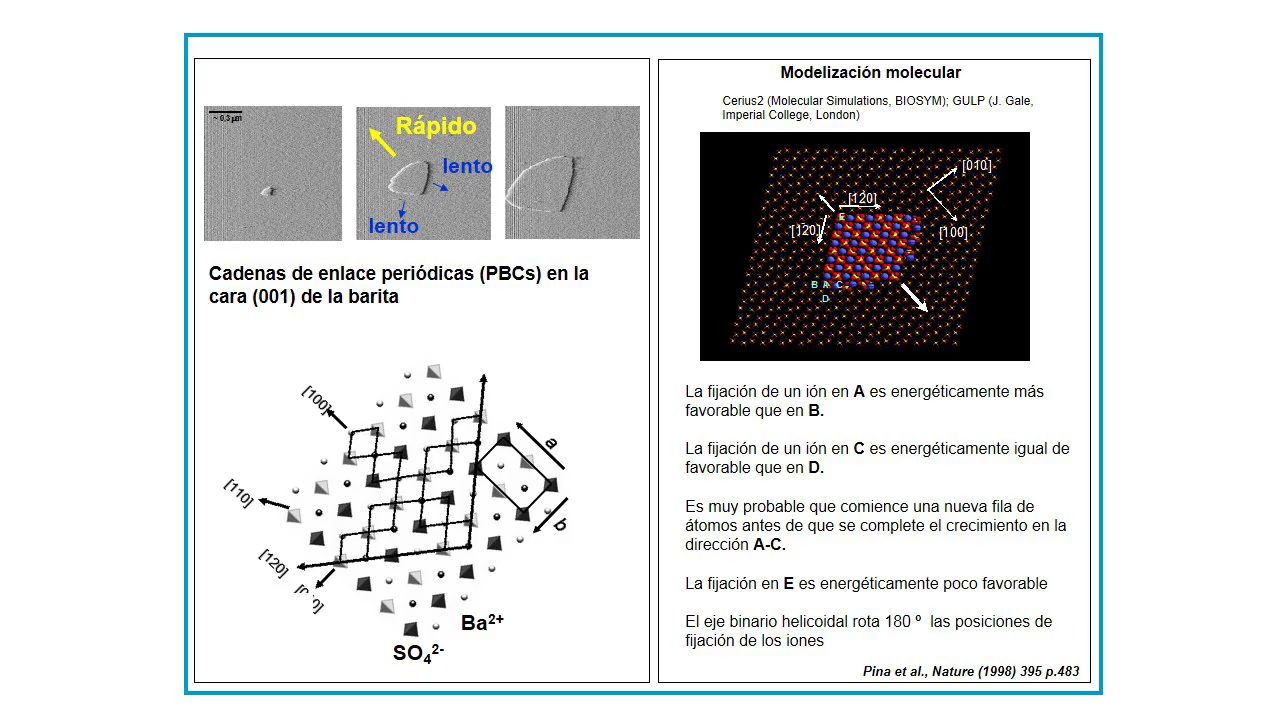 ~ 0,3 μm
Rápido
lento
lento
Cadenas de enlace periódicas (PBCs) en la
cara (001) de la barita
[100]
a
[110]
b
[120]
Ba2+
SO42-
Modelización molecular
Cerius2 (Molecular Simulations, BIOSYM); GULP (J. Gale,
Imperial College, London)
[010]
[120]
E
[120]
[100]
B A C
D
La fijación de un ión en A es energéticamente más
favorable que en B.
La fijación de un ión en C es energéticamente igual de
favorable que en D.
Es muy probable que comience una nueva fila de
átomos antes de que se complete el crecimiento en la
dirección A-C.
La fijación en E es energéticamente poco favorable
El eje binario helicoidal rota 180 º las posiciones de
fijación de los iones
Pina et al., Nature (1998) 395 p.483